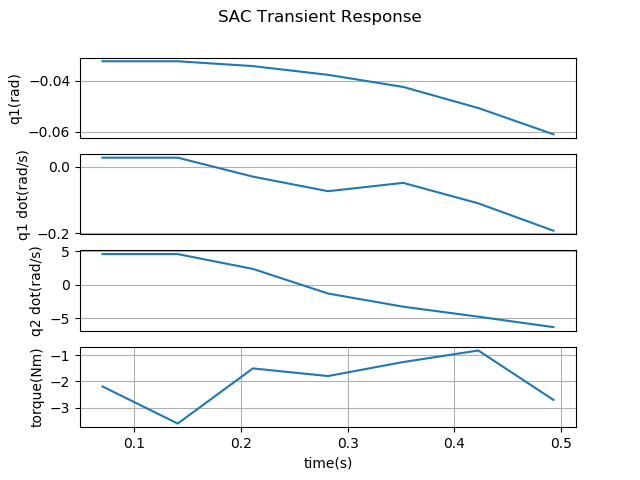 SAC Transient Response
q1(rad)
−0.04
−0.06
q1 dot(rad/s)
0.0
−0.2
q2 dot(rad/s)
5
0
−5
torque(Nm)
−1
−2
−3
0.1 0.2 0.3 0.4 0.5
time(s)